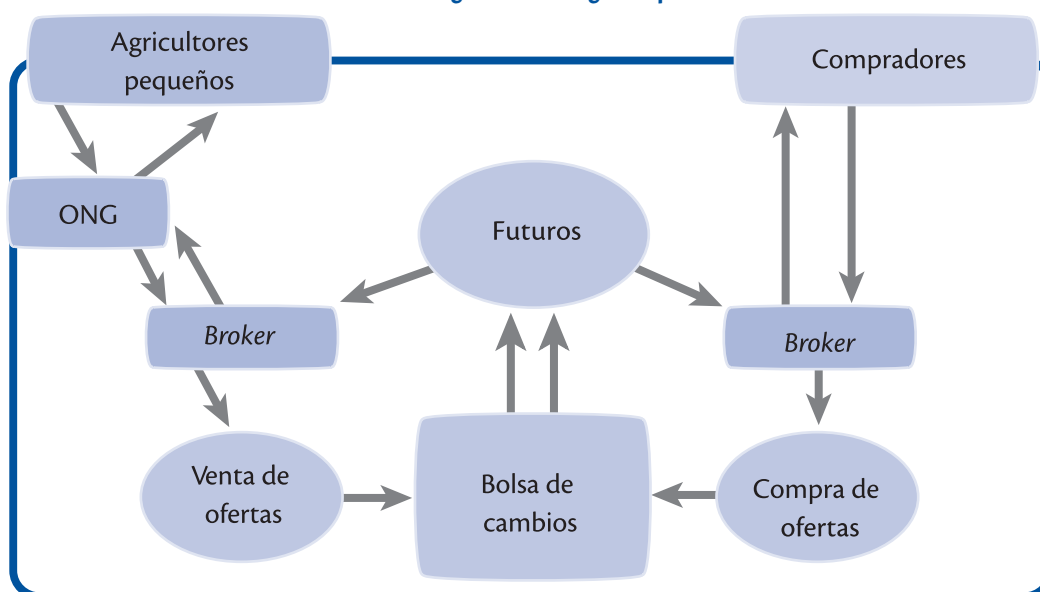 Agricultores
pequeños
Compradores
ONG
Futuros
Broker
Broker
Venta de
ofertas
Bolsa de
cambios
Compra de
ofertas